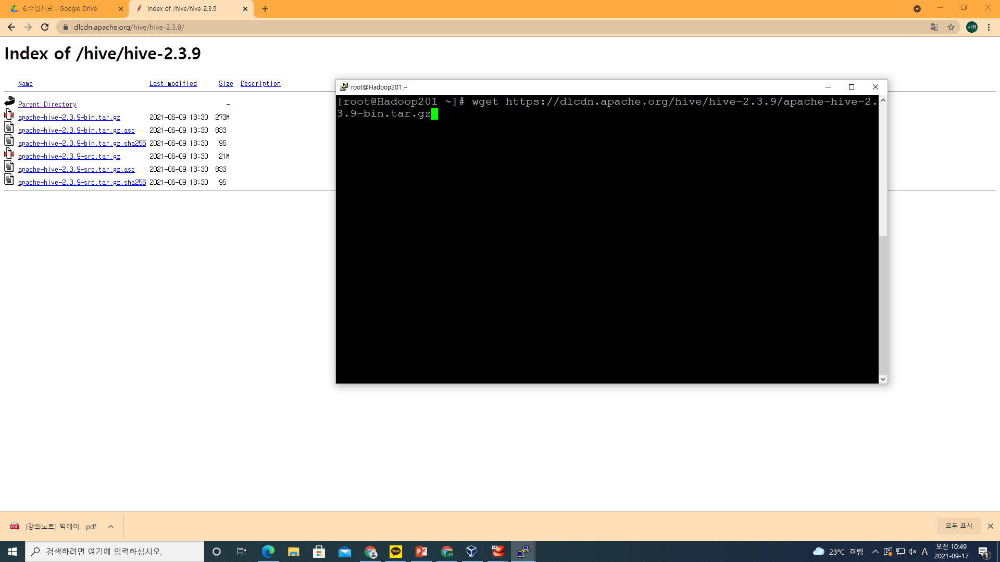 6.수업자료 - Google Drive
Index of /hive/hive-2.3.9
dlcdn.apache.org/hive/hive-2.3.9/
시현
Index of /hive/hive-2.3.9
Name Last modified Size Description
Parent Directory -
apache-hive-2.3.9-bin.tar.gz 2021-06-09 18:30 273M
apache-hive-2.3.9-bin.tar.gz.asc 2021-06-09 18:30 833
apache-hive-2.3.9-bin.tar.gz.sha256 2021-06-09 18:30 95
apache-hive-2.3.9-src.tar.gz 2021-06-09 18:30 21M
apache-hive-2.3.9-src.tar.gz.asc 2021-06-09 18:30 833
apache-hive-2.3.9-src.tar.gz.sha256 2021-06-09 18:30 95
root@Hadoop201:~
[root@Hadoop201 ~]# wget https://dlcdn.apache.org/hive/hive-2.3.9/apache-hive-2.
3.9-bin.tar.gz
PDF
[강의노트] 빅데이....pdf
모두 표시
검색하려면 여기에 입력하십시오.
TALK
시현
64
23°C 흐림
A
오전 10:49
2021-09-17
1